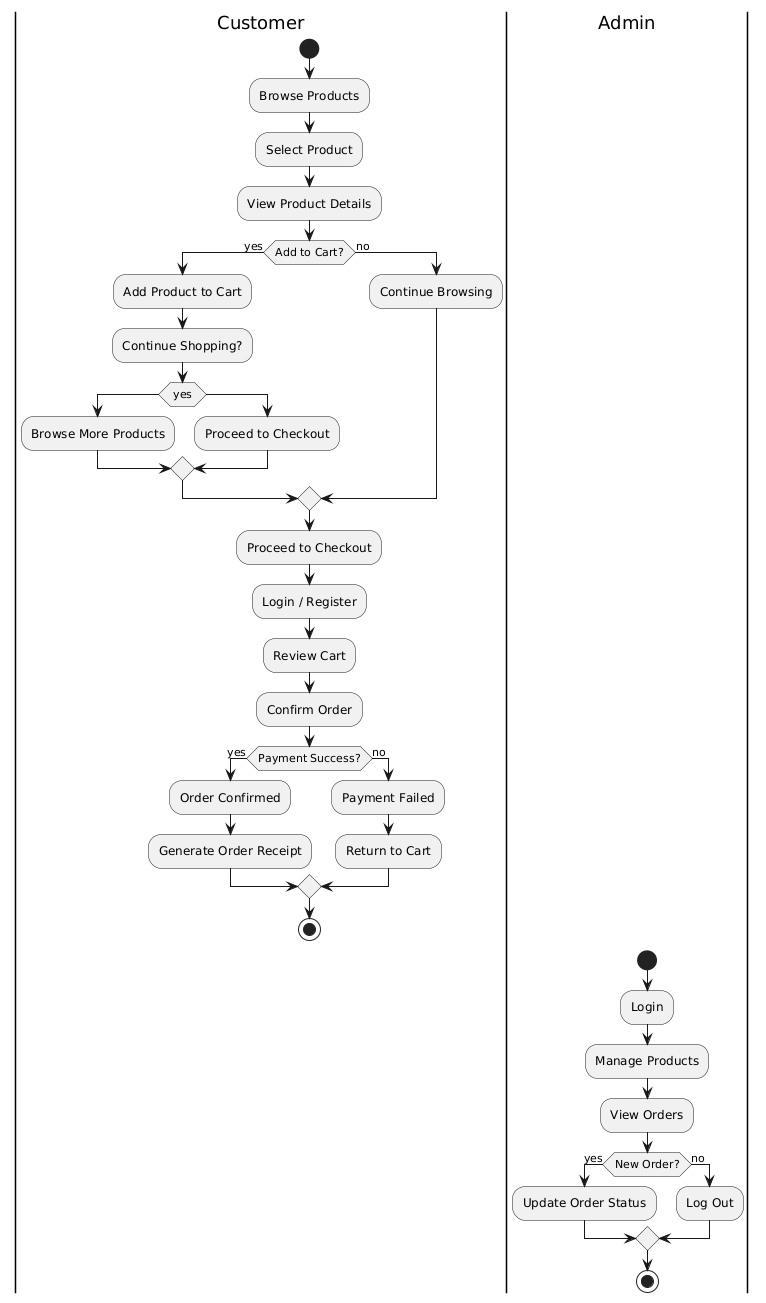 Customer
Admin
Browse Products
Select Product
View Product Details
yes
Add to Cart?
no
Add Product to Cart
Continue Browsing
Continue Shopping?
yes
Browse More Products
Proceed to Checkout
Proceed to Checkout
Login / Register
Review Cart
Confirm Order
yes
Payment Success?
no
Order Confirmed
Payment Failed
Generate Order Receipt
Return to Cart
Login
Manage Products
View Orders
yes
New Order?
no
Update Order Status
Log Out